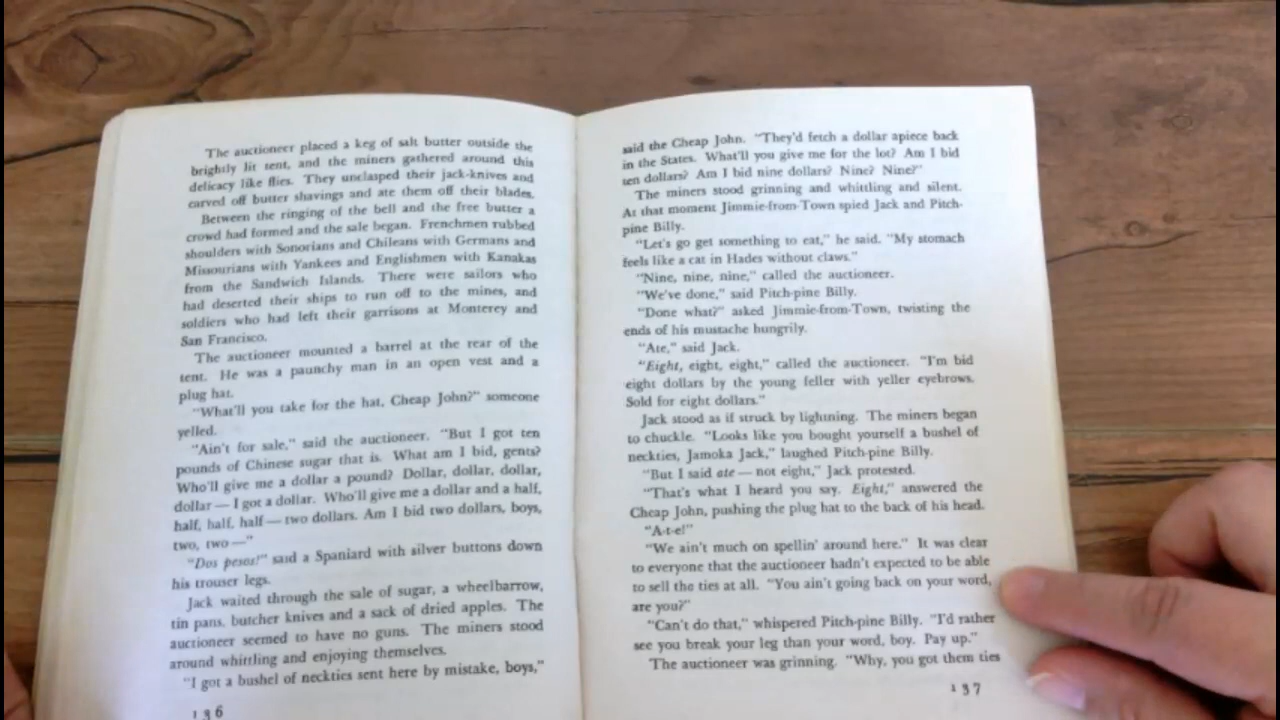 The auctioneer placed a keg of salt butter outside the
brightly lit tent, and the miners gathered around this
delicacy like flies. They unclasped their jack-knives and
carved off butter shavings and ate them off their blades.
Between the ringing of the bell and the free butter a
crowd had formed and the sale began. Frenchmen rubbed
shoulders with Sonorians and Chileans with Germans and
Missourians with Yankees and Englishmen with Kanakas
from the Sandwich Islands. There were sailors who
had deserted their ships to run off to the mines, and
soldiers who had left their garrisons at Monterey and
San Francisco.
The auctioneer mounted a barrel at the rear of the
tent. He was a paunchy man in an open vest and a
plug hat.
"What'll you take for the hat, Cheap John?" someone
yelled.
"Ain't for sale," said the auctioneer. "But I got ten
pounds of Chinese sugar that is. What am I bid, gents?
Who'll give me a dollar a pound? Dollar, dollar, dollar,
dollar — I got a dollar. Who'll give me a dollar and a half,
half, half, half — two dollars. Am I bid two dollars, boys,
two, two —"
"Dos pesos!" said a Spaniard with silver buttons down
his trouser legs.
Jack waited through the sale of sugar, a wheelbarrow,
tin pans, butcher knives and a sack of dried apples. The
auctioneer seemed to have no guns. The miners stood
around whittling and enjoying themselves.
"I got a bushel of neckties sent here by mistake, boys,"
136
said the Cheap John. "They'd fetch a dollar apiece back
in the States. What'll you give me for the lot? Am I bid
ten dollars? Am I bid nine dollars? Nine? Nine?"
The miners stood grinning and whittling and silent.
At that moment Jimmie-from-Town spied Jack and Pitch-
pine Billy.
"Let's go get something to eat," he said. "My stomach
feels like a cat in Hades without claws."
"Nine, nine, nine," called the auctioneer.
"We've done," said Pitch-pine Billy.
"Done what?" asked Jimmie-from-Town, twisting the
ends of his mustache hungrily.
"Ate," said Jack.
"Eight, eight, eight," called the auctioneer. "I'm bid
eight dollars by the young feller with yeller eyebrows.
Sold for eight dollars."
Jack stood as if struck by lightning. The miners began
to chuckle. "Looks like you bought yourself a bushel of
neckties, Jamoka Jack," laughed Pitch-pine Billy.
"But I said ate — not eight," Jack protested.
"That's what I heard you say. Eight," answered the
Cheap John, pushing the plug hat to the back of his head.
"A-t-e!"
"We ain't much on spellin' around here." It was clear
to everyone that the auctioneer hadn't expected to be able
to sell the ties at all. "You ain't going back on your word,
are you?"
"Can't do that," whispered Pitch-pine Billy. "I'd rather
see you break your leg than your word, boy. Pay up."
The auctioneer was grinning. "Why, you got them ties
137